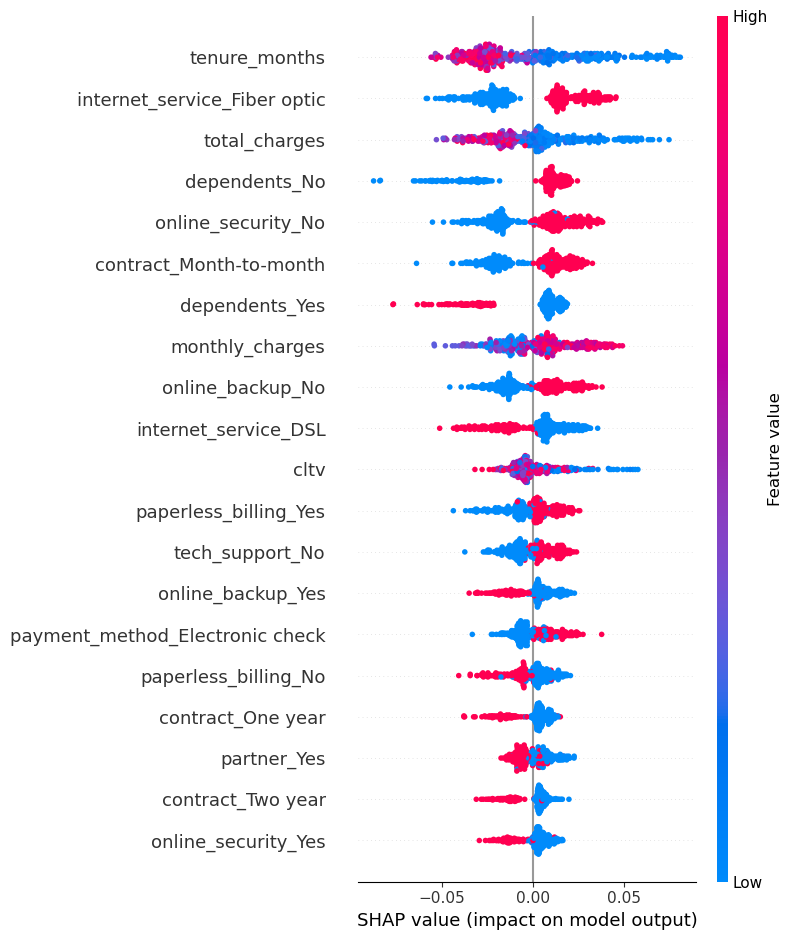 High
tenure_months
internet_service_Fiber optic
total_charges
dependents_No
online_security_No
contract_Month-to-month
dependents_Yes
monthly_charges
online_backup_No
internet_service_DSL
cltv
paperless_billing_Yes
tech_support_No
online_backup_Yes
payment_method_Electronic check
paperless_billing_No
contract_One year
partner_Yes
contract_Two year
online_security_Yes
Feature value
Low
−0.05 0.00 0.05
SHAP value (impact on model output)